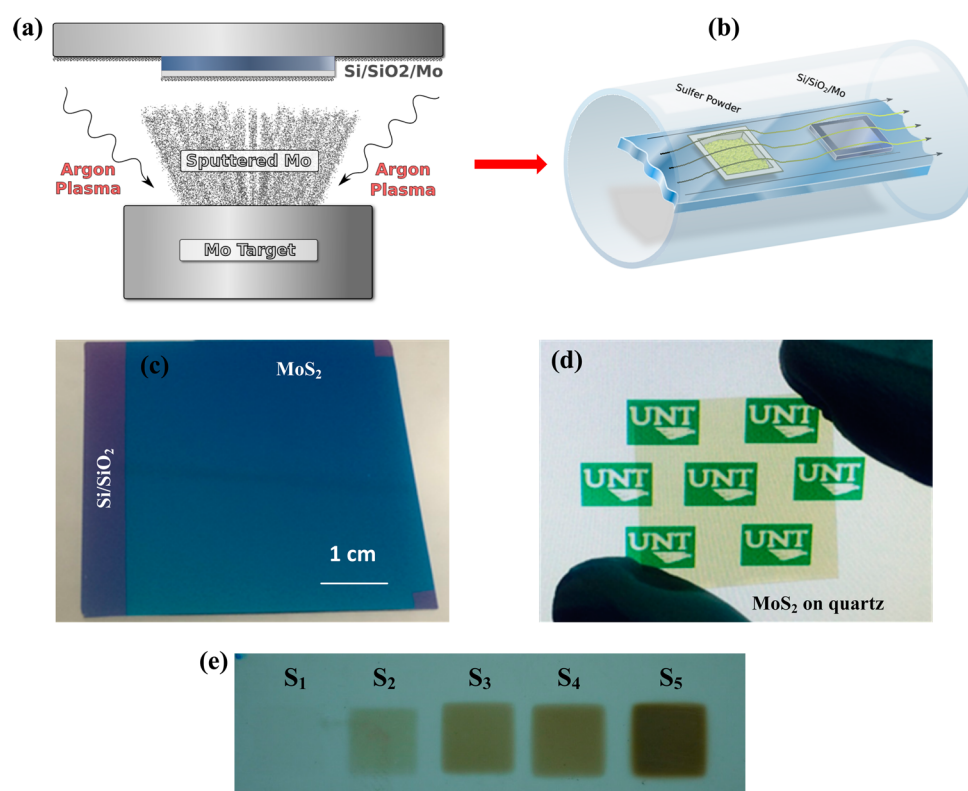 (a)
Si/SiO2/Mo
Sputtered Mo
Argon
Plasma
Argon
Plasma
Mo Target
(b)
Sulfer Powder
Si/SiO₂/Mo
(c)
MoS₂
Si/SiO₂
1 cm
(d)
UNT
UNT
UNT
UNT
UNT
UNT
UNT
MoS₂ on quartz
(e)
S₁
S₂
S₃
S₄
S₅